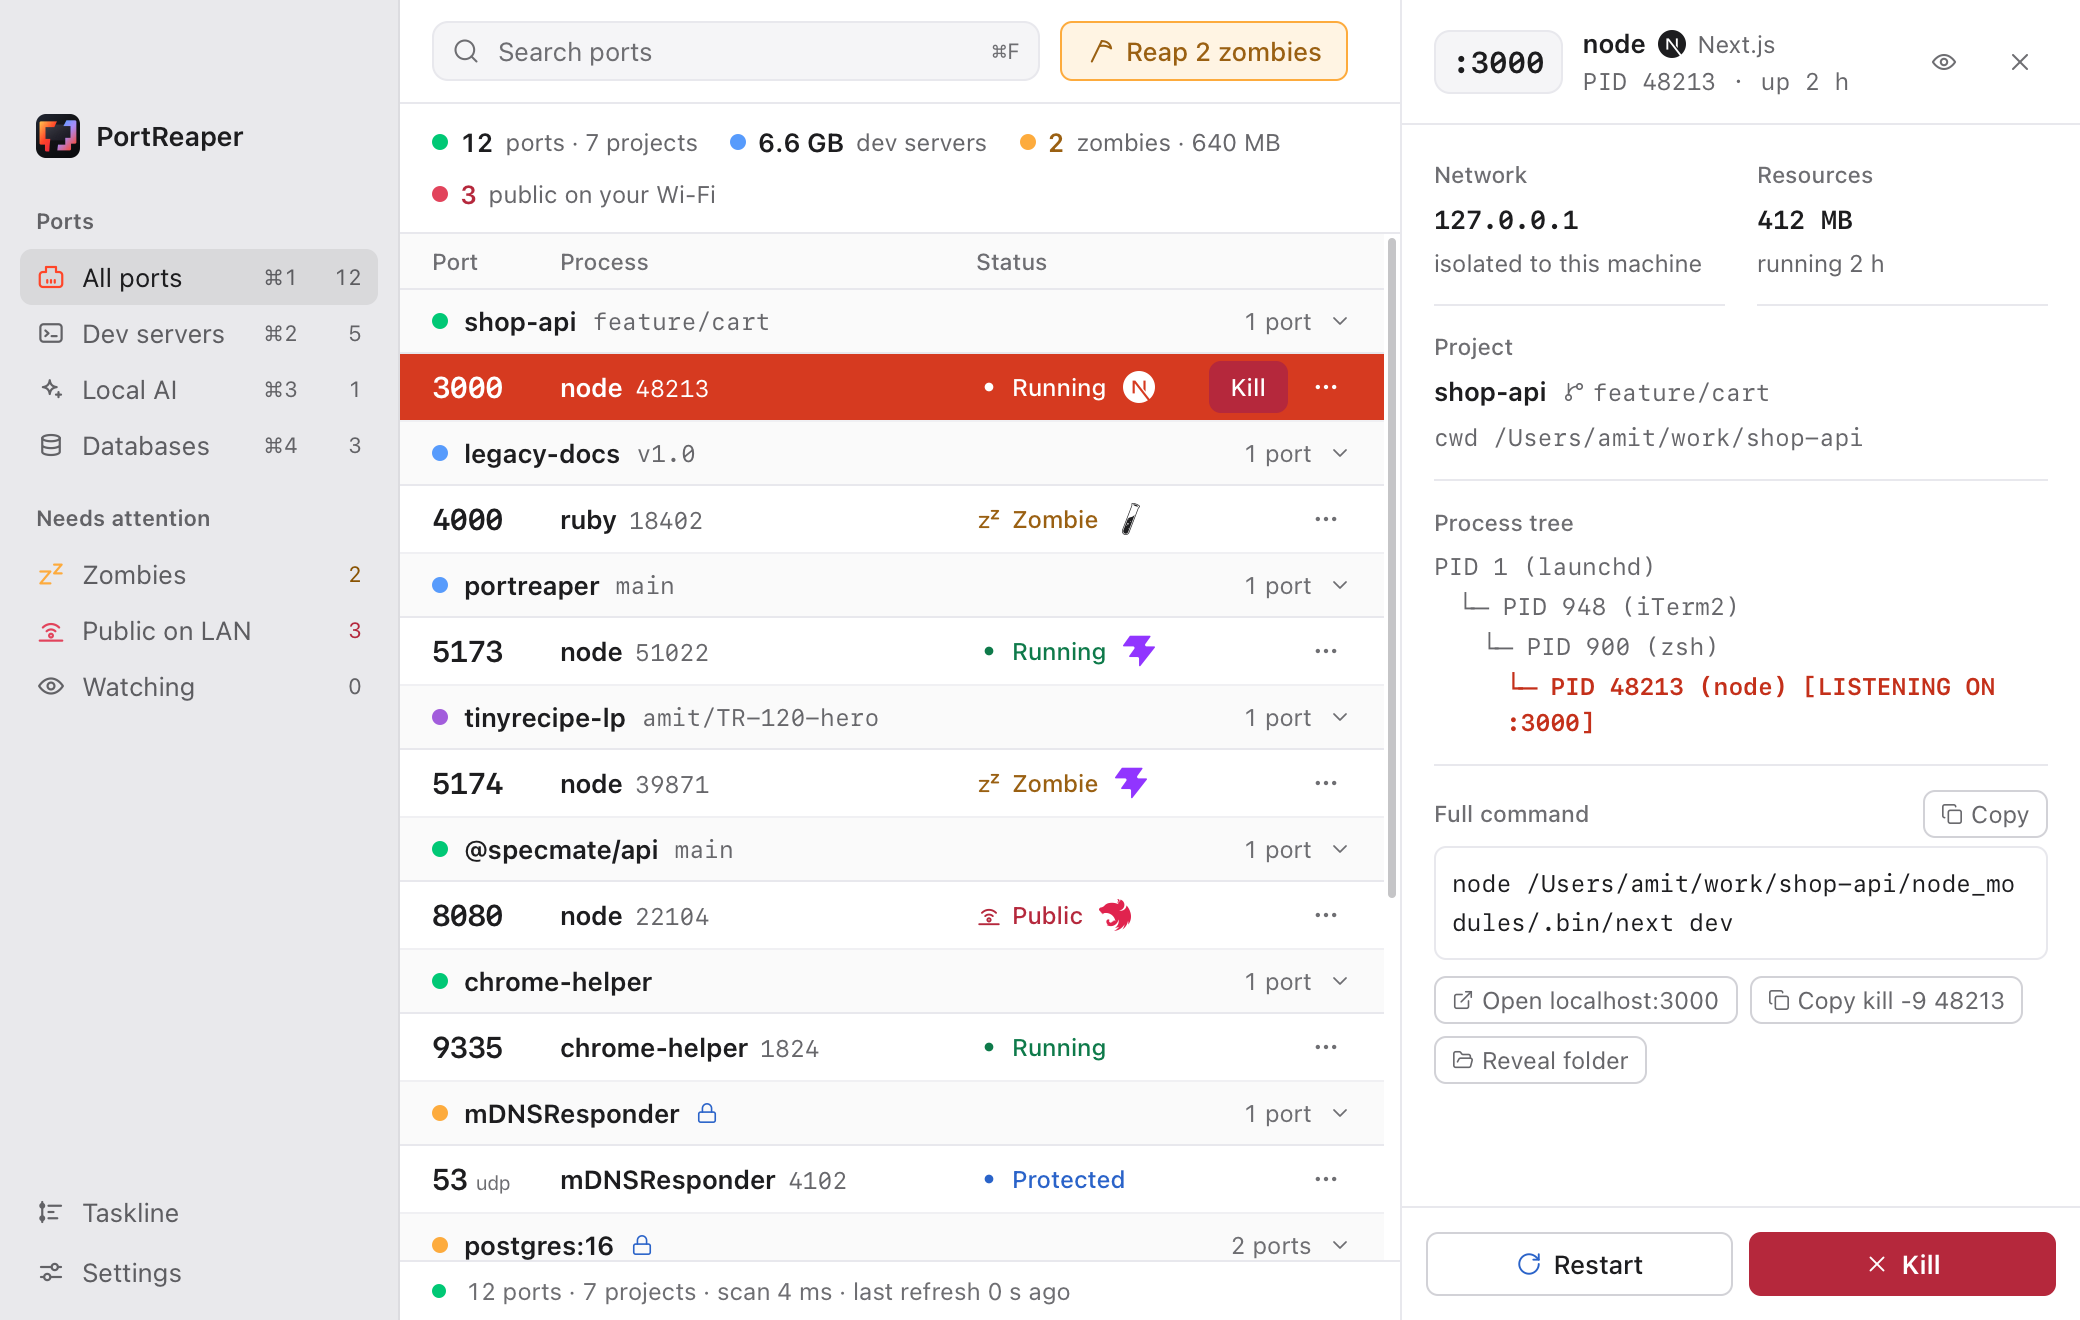 PortReaper
Ports
All ports ⌘1 12
Dev servers ⌘2 5
Local AI ⌘3 1
Databases ⌘4 3
Needs attention
Zombies 2
Public on LAN 3
Watching 0
Taskline
Settings
Search ports ⌘F
Reap 2 zombies
12 ports · 7 projects
6.6 GB dev servers
2 zombies · 640 MB
3 public on your Wi-Fi
Port Process Status
shop-api feature/cart 1 port
3000 node 48213 Running Kill
legacy-docs v1.0 1 port
4000 ruby 18402 Zombie
portreaper main 1 port
5173 node 51022 Running
tinyrecipe-lp amit/TR-120-hero 1 port
5174 node 39871 Zombie
@specmate/api main 1 port
8080 node 22104 Public
chrome-helper 1 port
9335 chrome-helper 1824 Running
mDNSResponder 1 port
53 udp mDNSResponder 4102 Protected
postgres:16 2 ports
12 ports · 7 projects · scan 4 ms · last refresh 0 s ago
:3000
node Next.js
PID 48213 · up 2 h
Network
127.0.0.1
isolated to this machine
Resources
412 MB
running 2 h
Project
shop-api feature/cart
cwd /Users/amit/work/shop-api
Process tree
PID 1 (launchd)
└─ PID 948 (iTerm2)
└─ PID 900 (zsh)
└─ PID 48213 (node) [LISTENING ON
:3000]
Full command
Copy
node /Users/amit/work/shop-api/node_mo
dules/.bin/next dev
Open localhost:3000
Copy kill -9 48213
Reveal folder
Restart
Kill